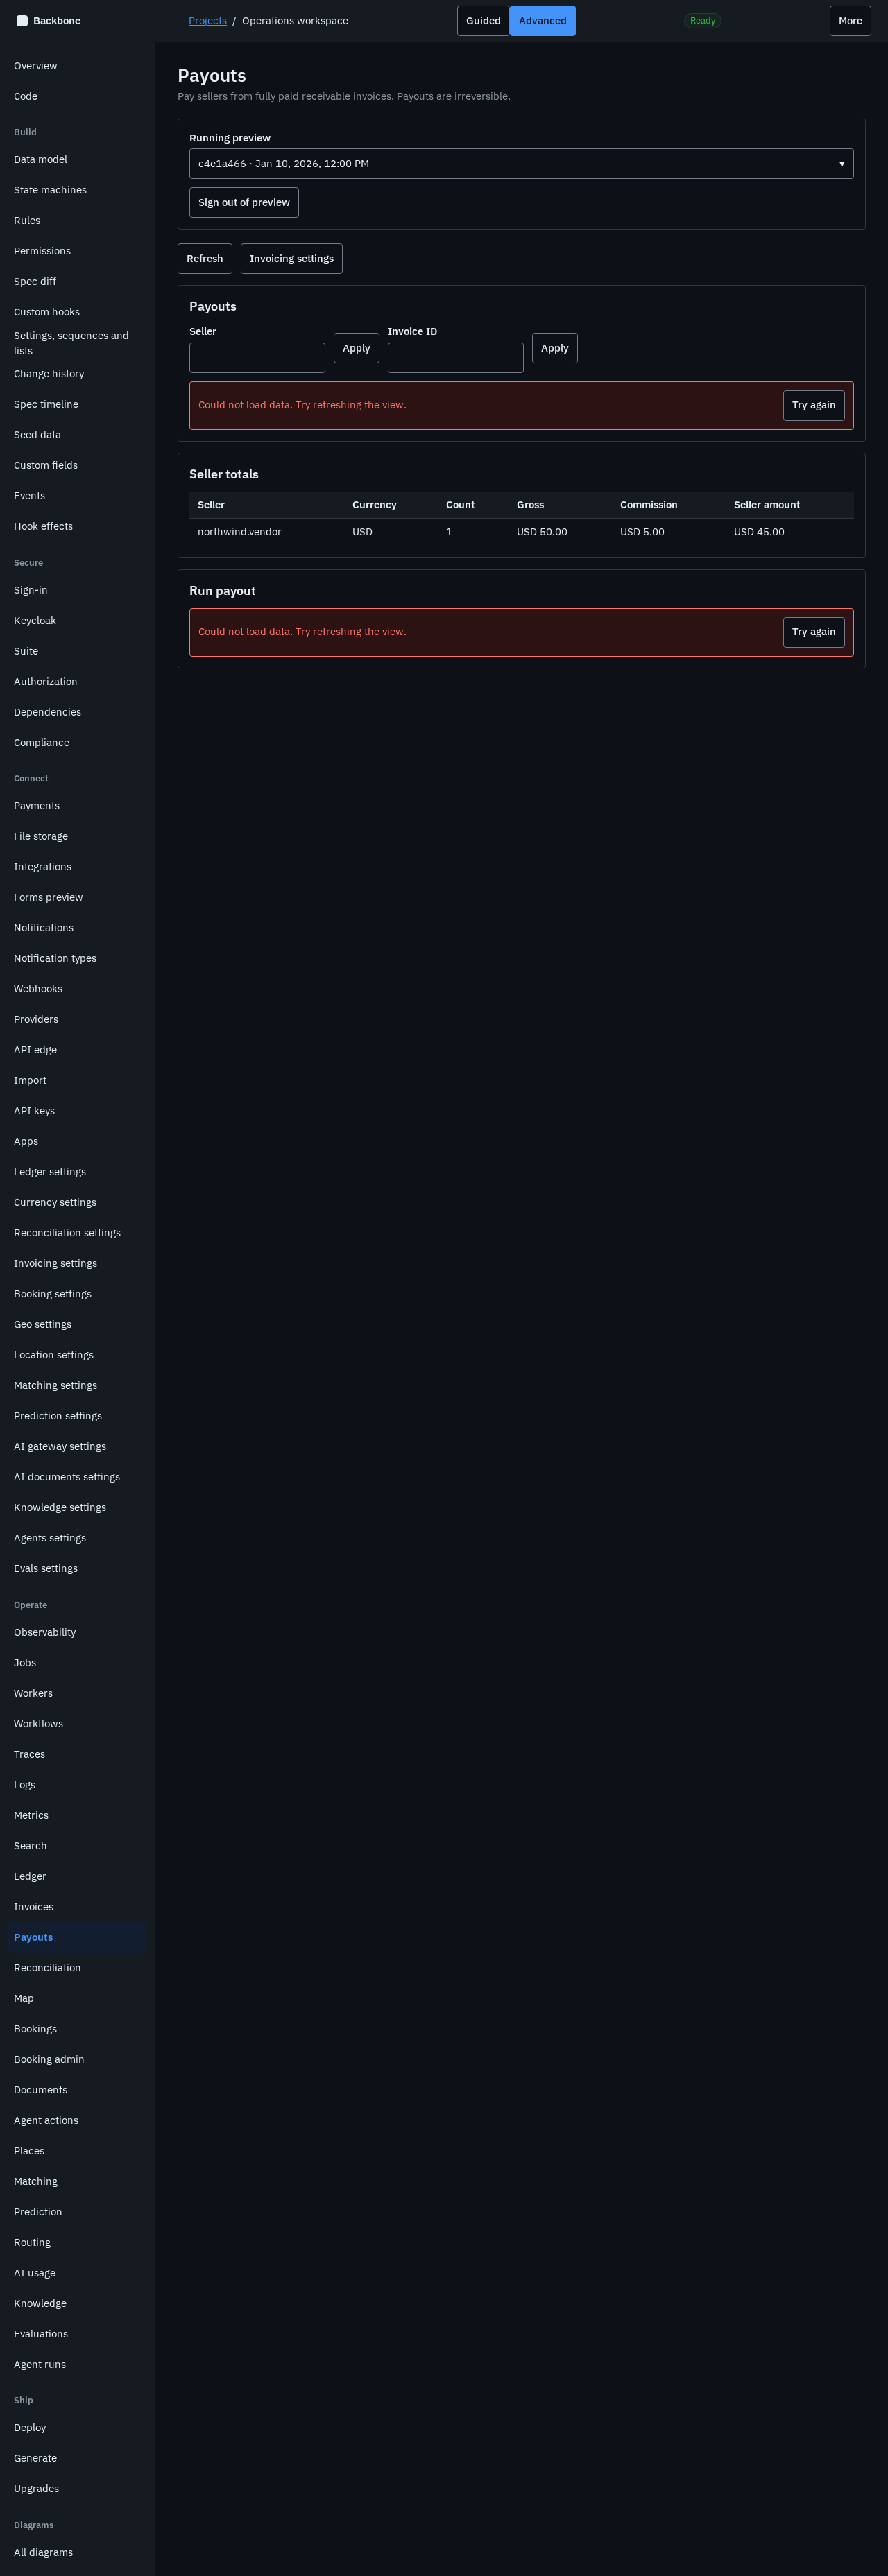 Backbone
Projects / Operations workspace
Guided
Advanced
Ready
More
Overview
Code
Build
Data model
State machines
Rules
Permissions
Spec diff
Custom hooks
Settings, sequences and
lists
Change history
Spec timeline
Seed data
Custom fields
Events
Hook effects
Secure
Sign-in
Keycloak
Suite
Authorization
Dependencies
Compliance
Connect
Payments
File storage
Integrations
Forms preview
Notifications
Notification types
Webhooks
Providers
API edge
Import
API keys
Apps
Ledger settings
Currency settings
Reconciliation settings
Invoicing settings
Booking settings
Geo settings
Location settings
Matching settings
Prediction settings
AI gateway settings
AI documents settings
Knowledge settings
Agents settings
Evals settings
Operate
Observability
Jobs
Workers
Workflows
Traces
Logs
Metrics
Search
Ledger
Invoices
Payouts
Reconciliation
Map
Bookings
Booking admin
Documents
Agent actions
Places
Matching
Prediction
Routing
AI usage
Knowledge
Evaluations
Agent runs
Ship
Deploy
Generate
Upgrades
Diagrams
All diagrams
Payouts
Pay sellers from fully paid receivable invoices. Payouts are irreversible.
Running preview
c4e1a466 · Jan 10, 2026, 12:00 PM
Sign out of preview
Refresh
Invoicing settings
Payouts
Seller
Apply
Invoice ID
Apply
Could not load data. Try refreshing the view.
Try again
Seller totals
Seller Currency Count Gross Commission Seller amount
northwind.vendor USD 1 USD 50.00 USD 5.00 USD 45.00
Run payout
Could not load data. Try refreshing the view.
Try again